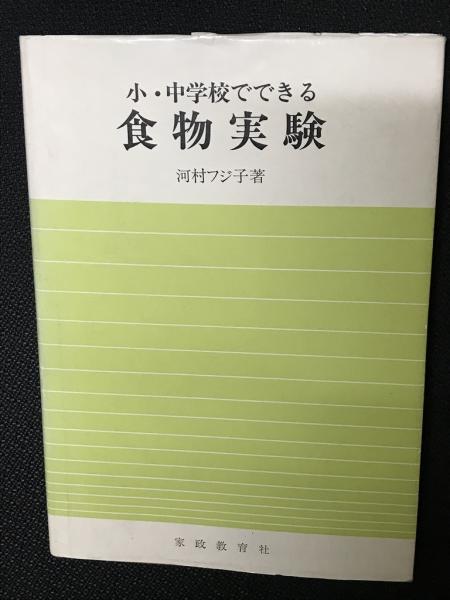 小・中学校でできる
食物実験
河村フジ子著
家政教育社